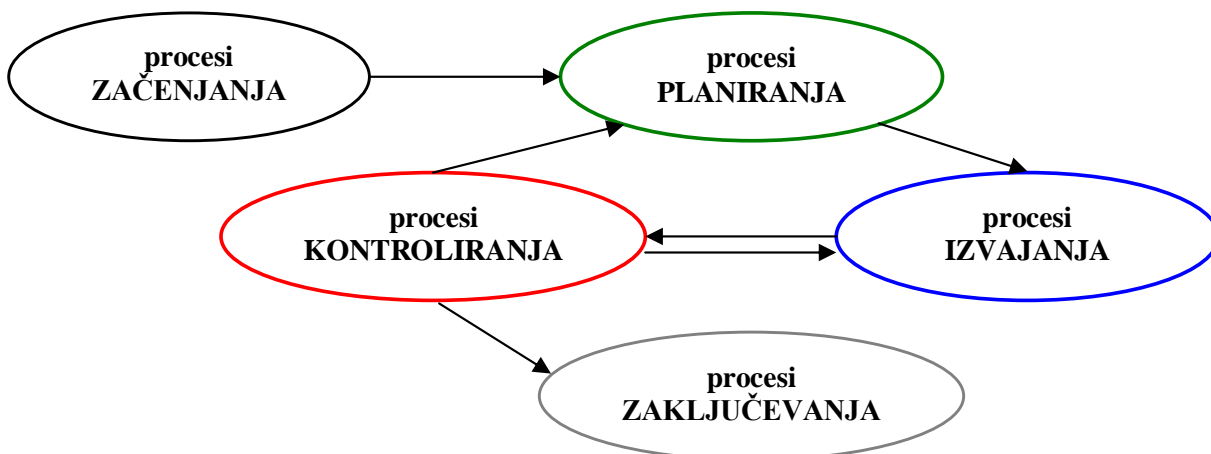 procesi
ZAČENJANJA
procesi
PLANIRANJA
procesi
KONTROLIRANJA
procesi
IZVAJANJA
procesi
ZAKLJUČEVANJA